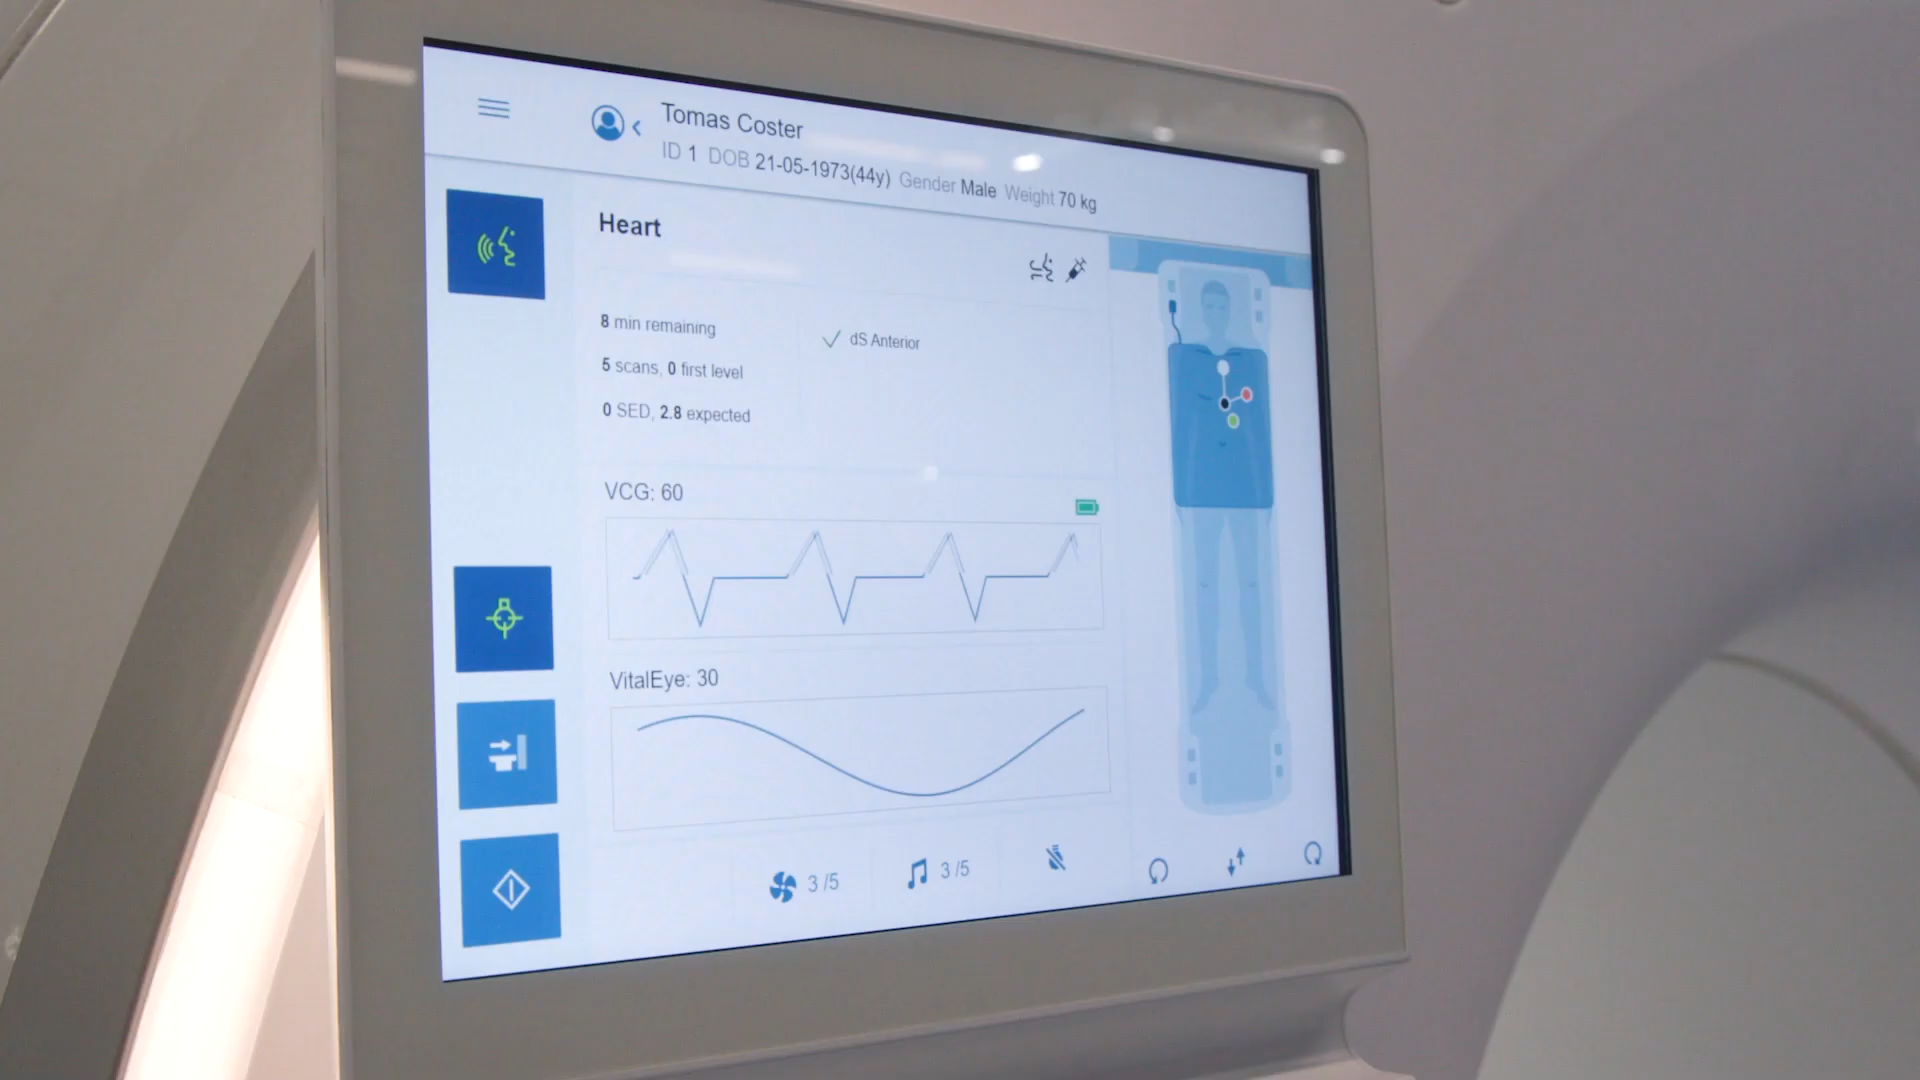 Tomas Coster
ID 1 DOB 21-05-1973(44y) Gender Male Weight 70 kg
Heart
8 min remaining
dS Anterior
5 scans, 0 first level
0 SED, 2.8 expected
VCG: 60
VitalEye: 30
3 /5
3 /5